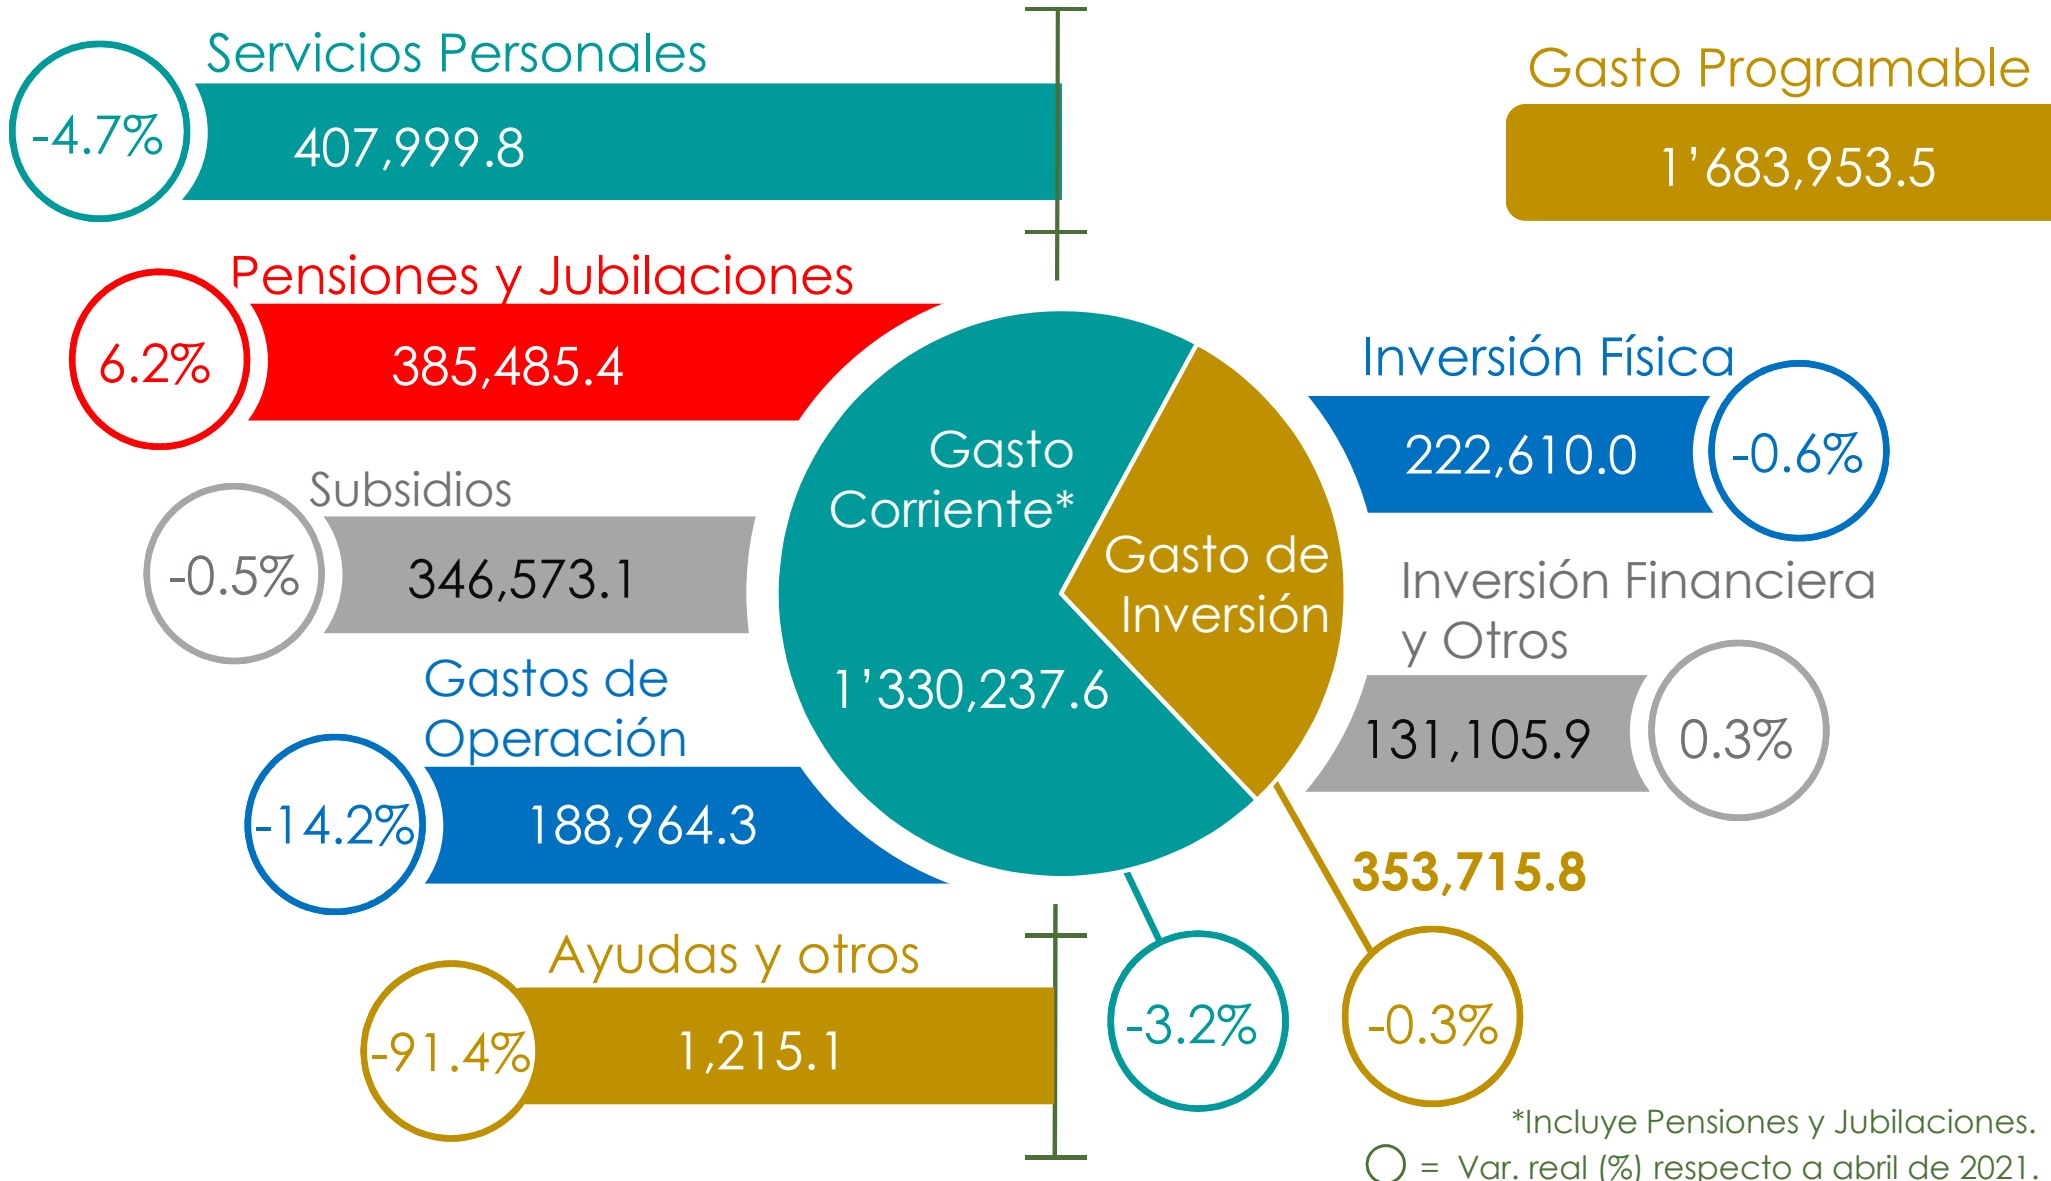 Servicios Personales
-4.7%
407,999.8
Gasto Programable
1’683,953.5
Pensiones y Jubilaciones
6.2%
385,485.4
Subsidios
-0.5%
346,573.1
Gastos de
Operación
-14.2%
188,964.3
Ayudas y otros
-91.4%
1,215.1
Gasto
Corriente*
1’330,237.6
-3.2%
Gasto de
Inversión
353,715.8
-0.3%
Inversión Física
222,610.0
-0.6%
Inversión Financiera
y Otros
131,105.9
0.3%
*Incluye Pensiones y Jubilaciones.
= Var. real (%) respecto a abril de 2021.